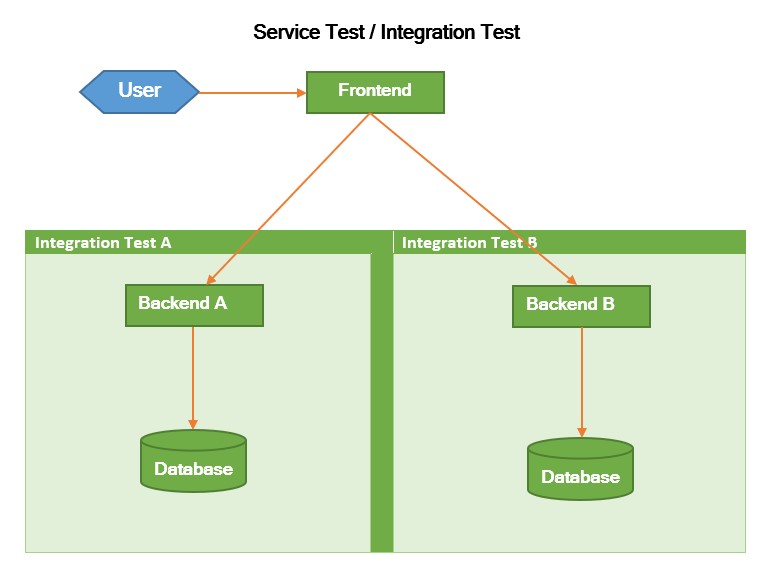 Service Test / Integration Test
User
Frontend
Integration Test A
Integration Test B
Backend A
Backend B
Database
Database